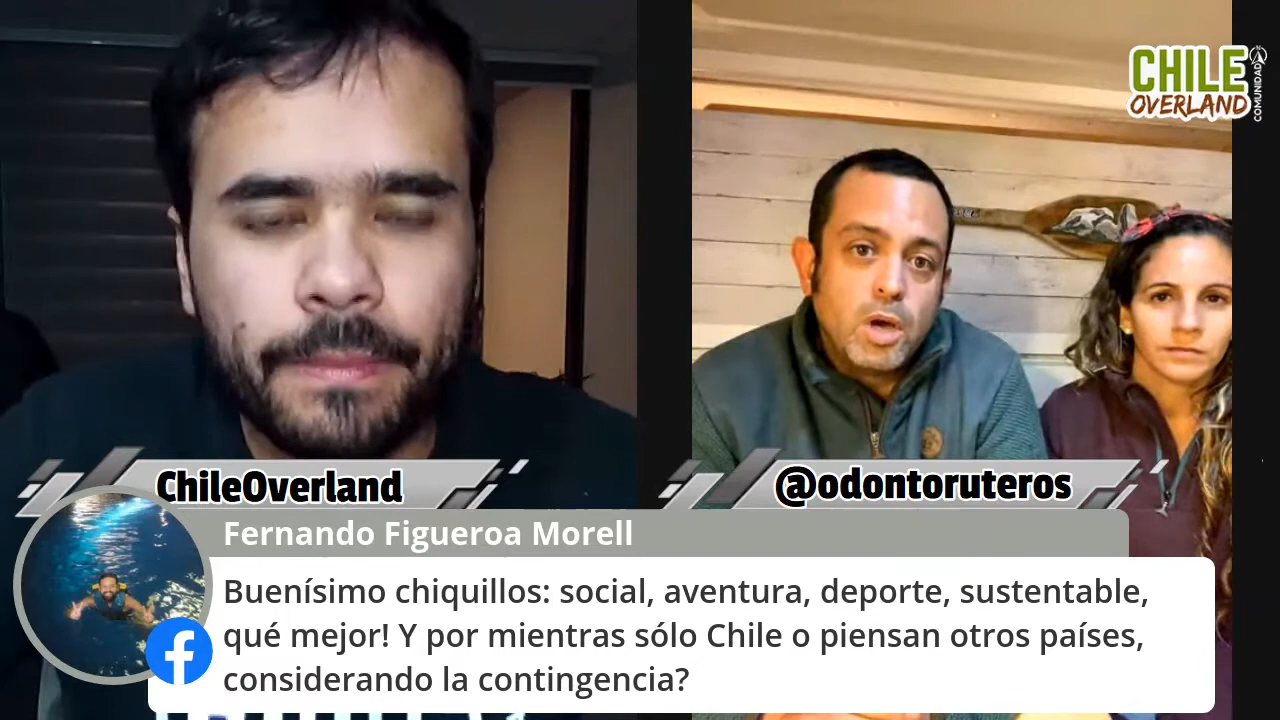 CHILE
OVERLAND
COMUNIDAD
ChileOverland
@odontoruteros
Fernando Figueroa Morell
Buenísimo chiquillos: social, aventura, deporte, sustentable,
qué mejor! Y por mientras sólo Chile o piensan otros países,
considerando la contingencia?